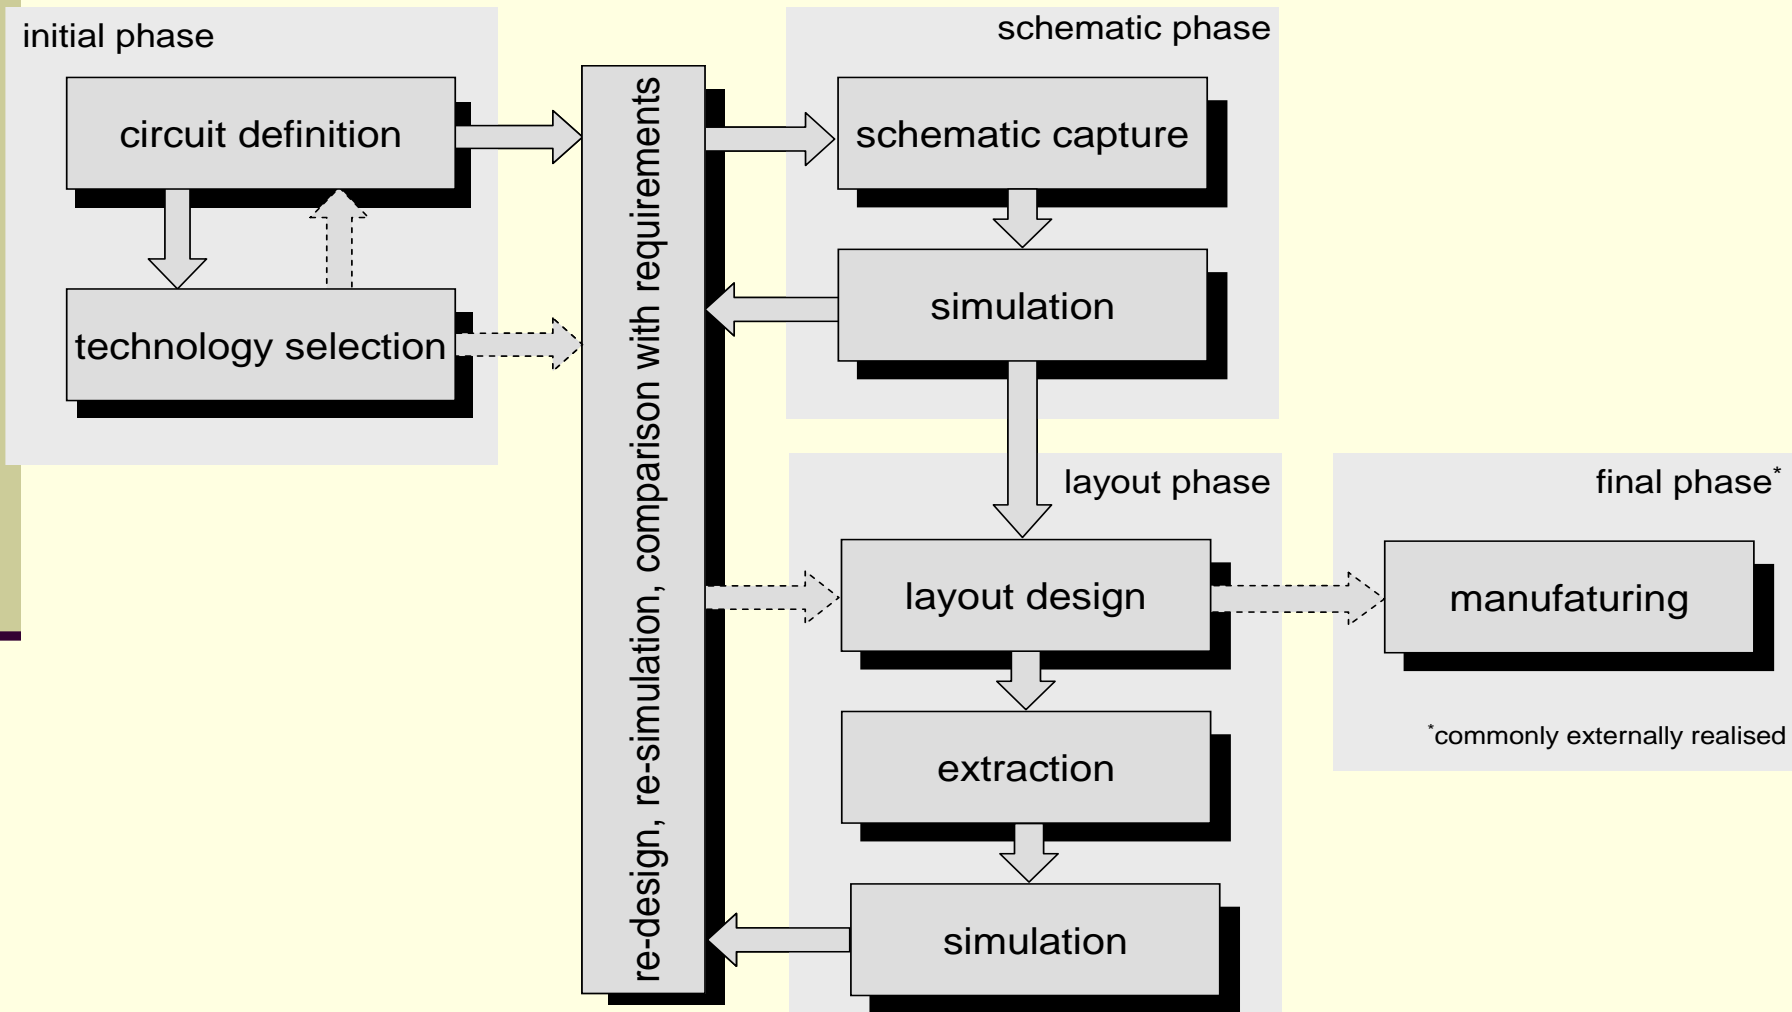 initial phase
circuit definition
technology selection
re-design, re-simulation, comparison with requirements
schematic phase
schematic capture
simulation
layout phase
layout design
extraction
simulation
final phase*
manufaturing
*commonly externally realised